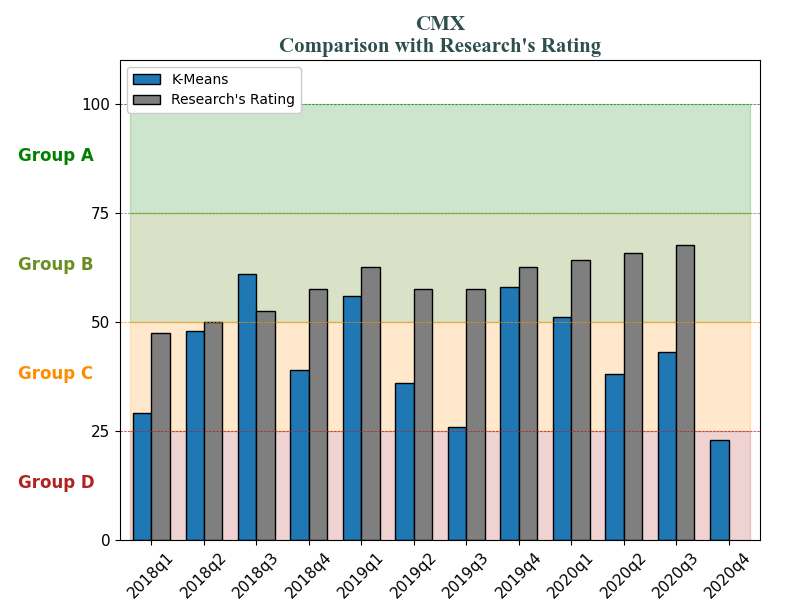 CMX
Comparison with Research's Rating
K-Means
Research's Rating
100
75
50
25
0
Group A
Group B
Group C
Group D
2018q1
2018q2
2018q3
2018q4
2019q1
2019q2
2019q3
2019q4
2020q1
2020q2
2020q3
2020q4